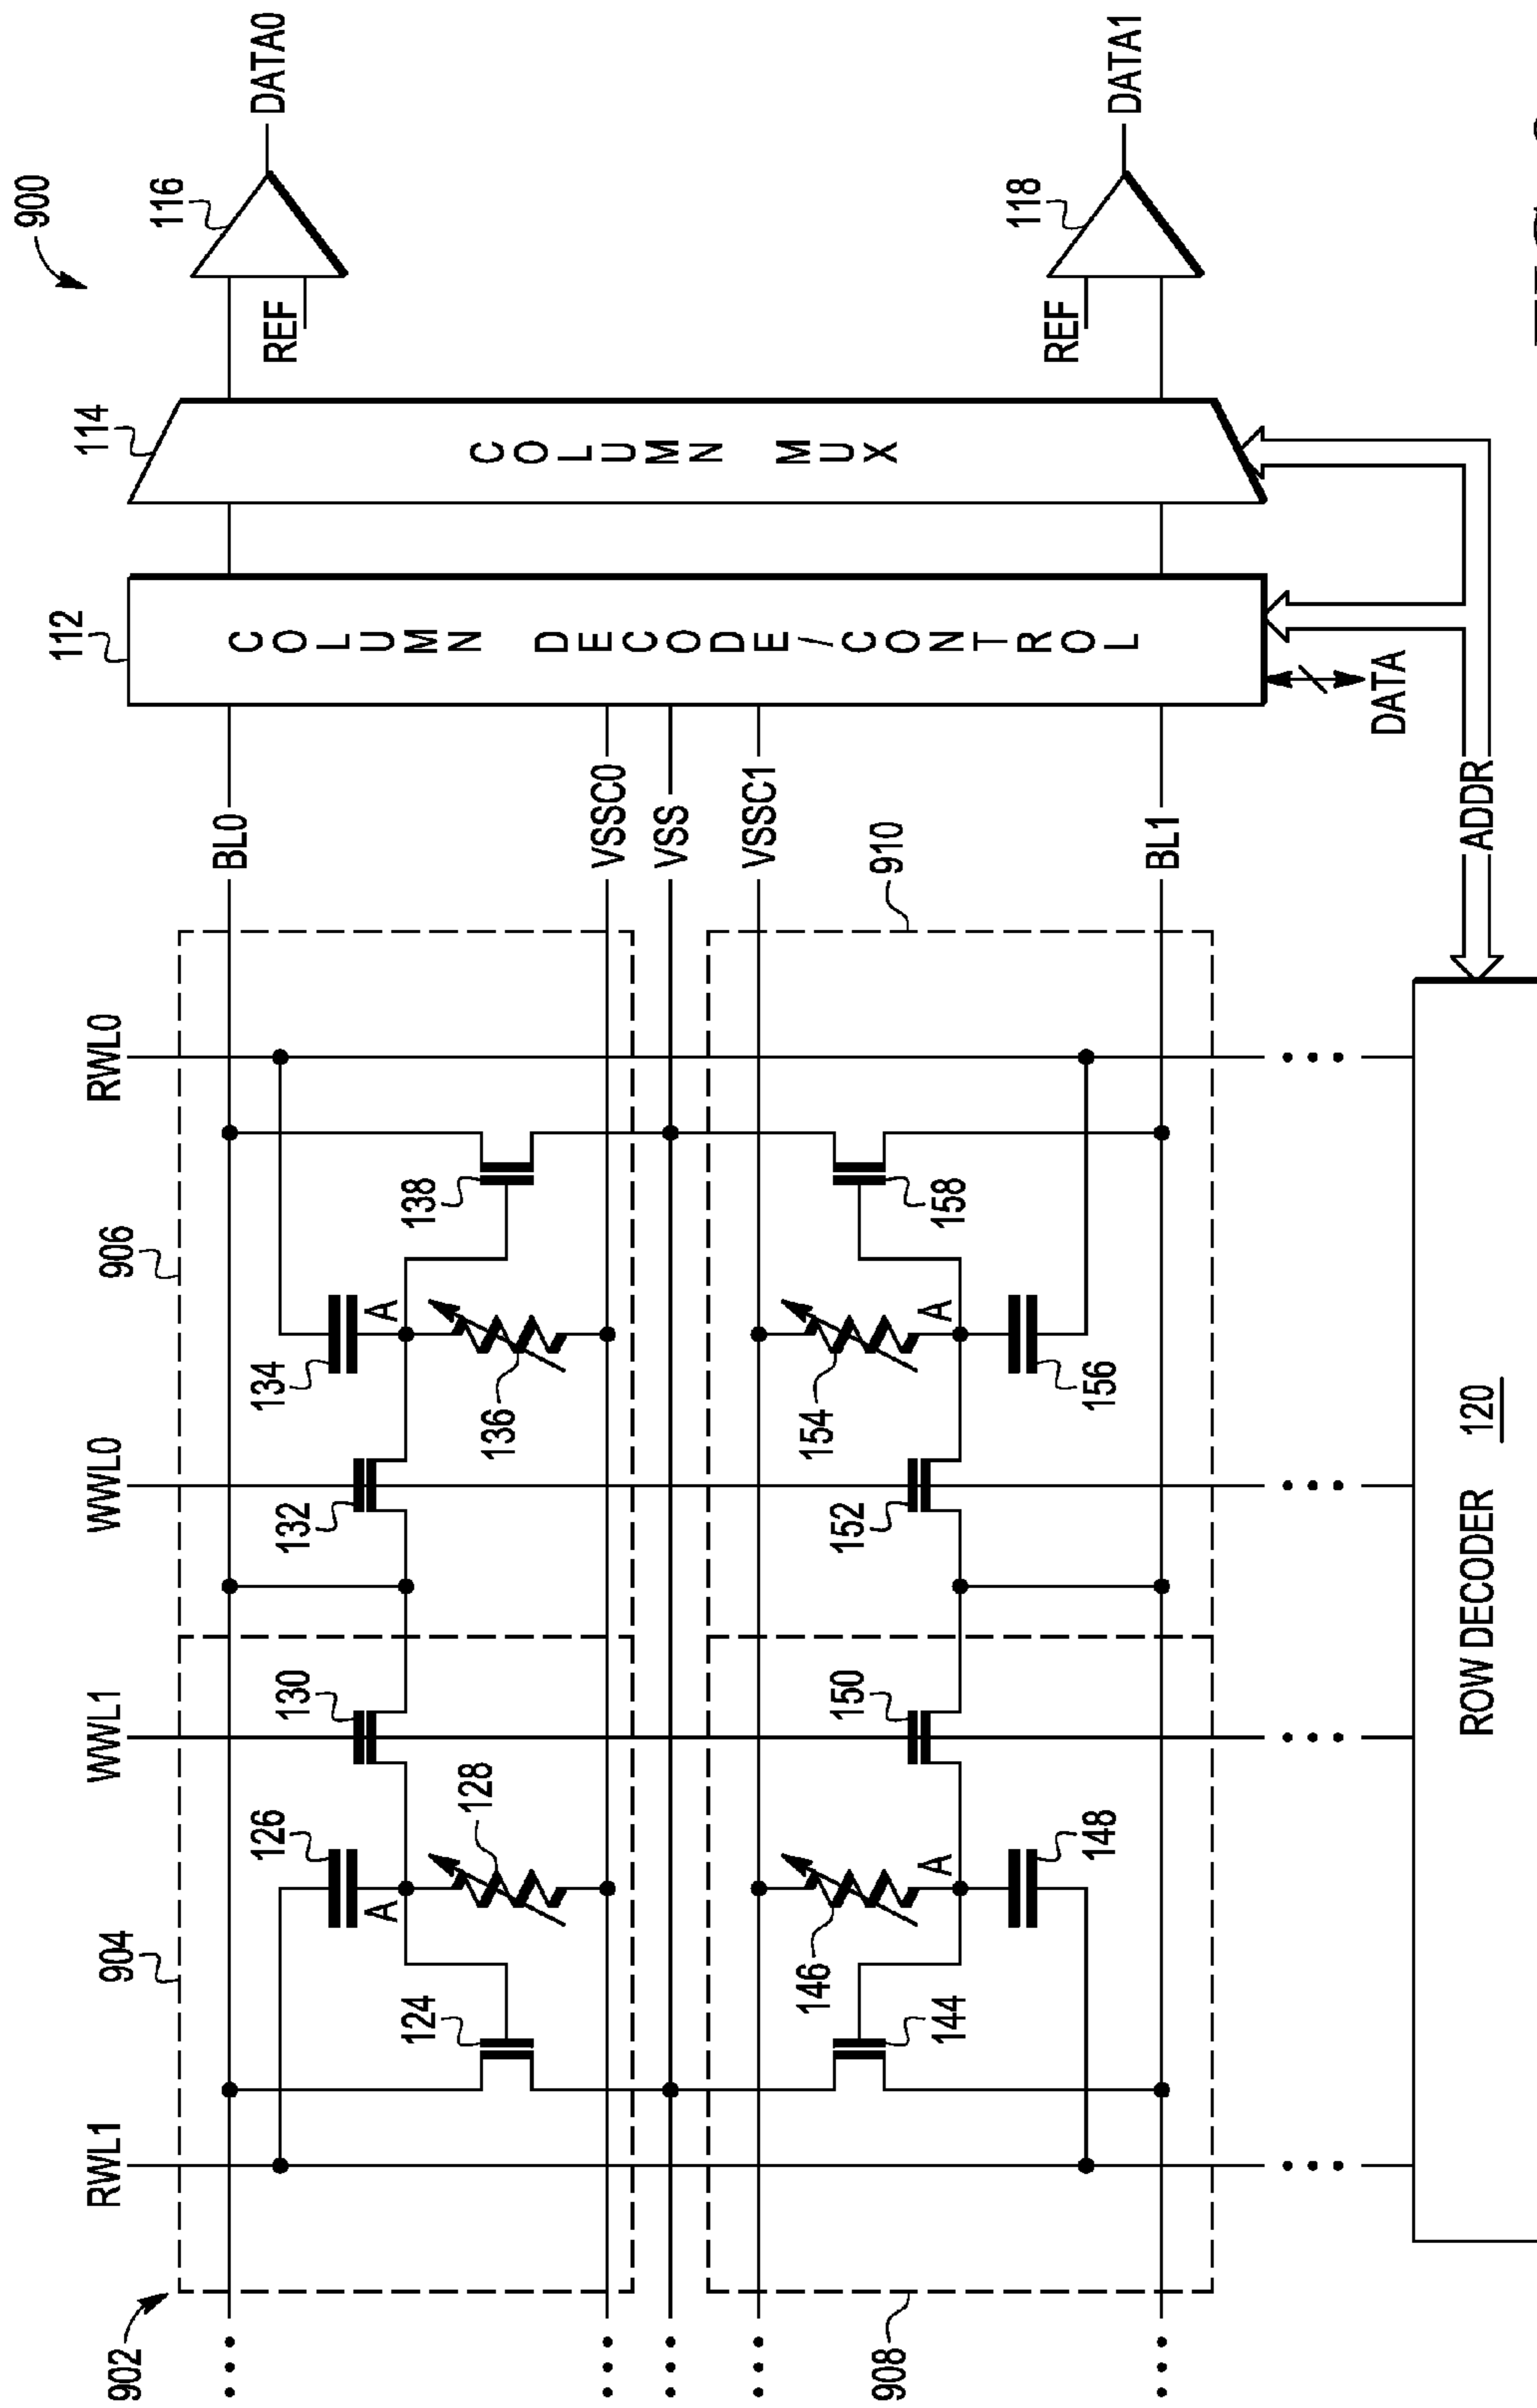 900
902
904
906
RWL1
WWL1
WWL0
RWL0
112
114
116
118
126
130
132
134
A
A
124
128
136
138
BL0
VSSC0
VSS
VSSC1
BL1
COLUMN DECODE/CONTROL
COLUMN MUX
REF
DATA0
REF
DATA1
146
144
A
150
152
154
A
158
148
156
908
910
DATA
ADDR
ROW DECODER 120